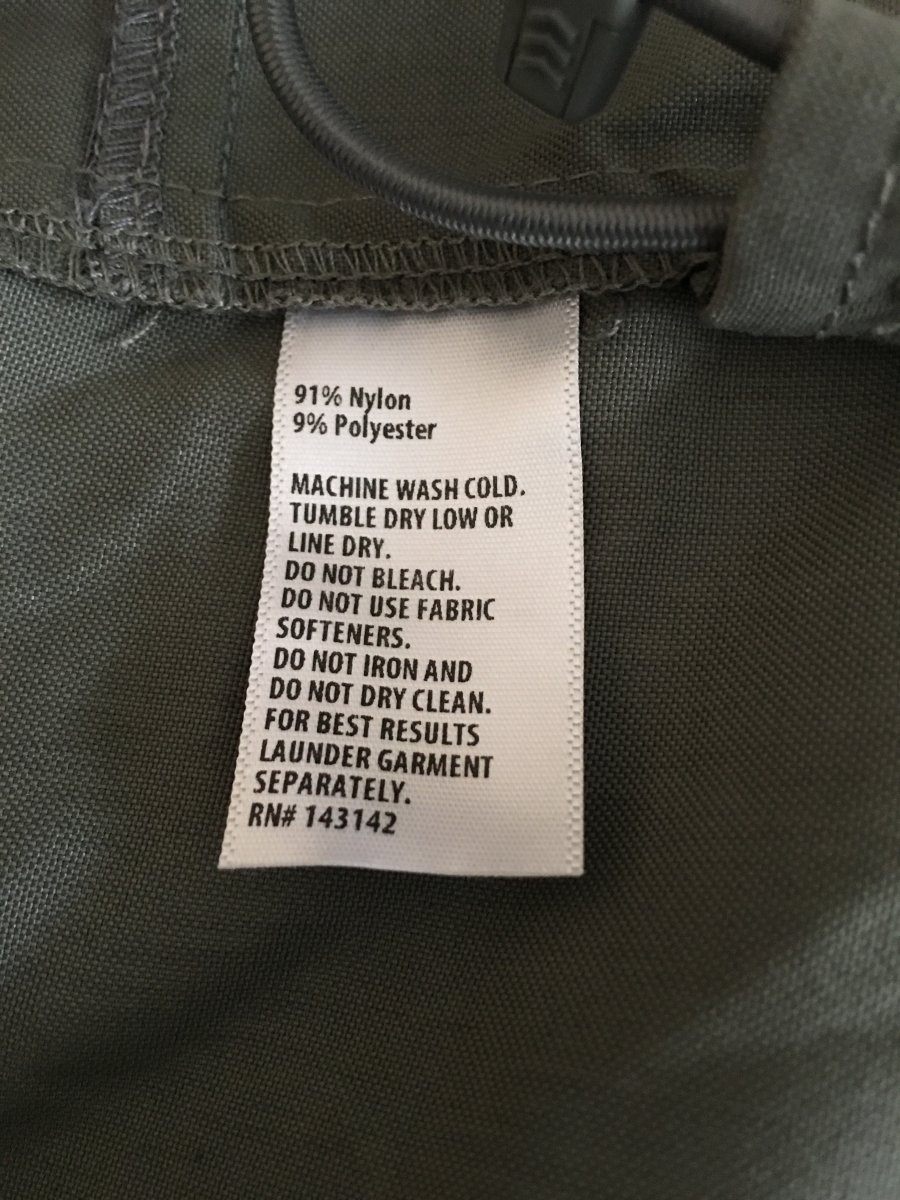 91% Nylon
9% Polyester
MACHINE WASH COLD.
TUMBLE DRY LOW OR
LINE DRY.
DO NOT BLEACH.
DO NOT USE FABRIC
SOFTENERS.
DO NOT IRON AND
DO NOT DRY CLEAN.
FOR BEST RESULTS
LAUNDER GARMENT
SEPARATELY.
RN# 143142